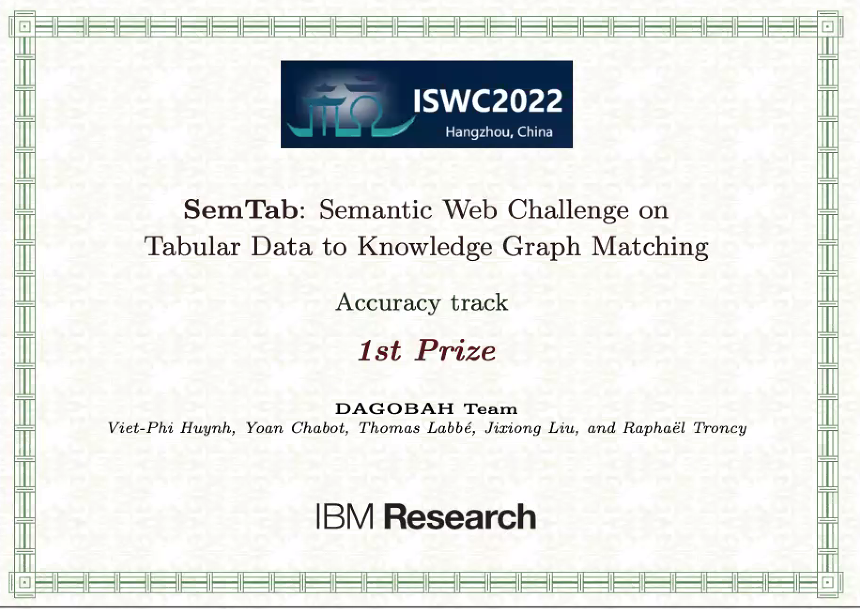 ISWC2022
Hangzhou, China
SemTab: Semantic Web Challenge on
Tabular Data to Knowledge Graph Matching
Accuracy track
1st Prize
DAGOBAH Team
Viet-Phi Huynh, Yoan Chabot, Thomas Labbé, Jixiong Liu, and Raphaël Troncy
IBM Research